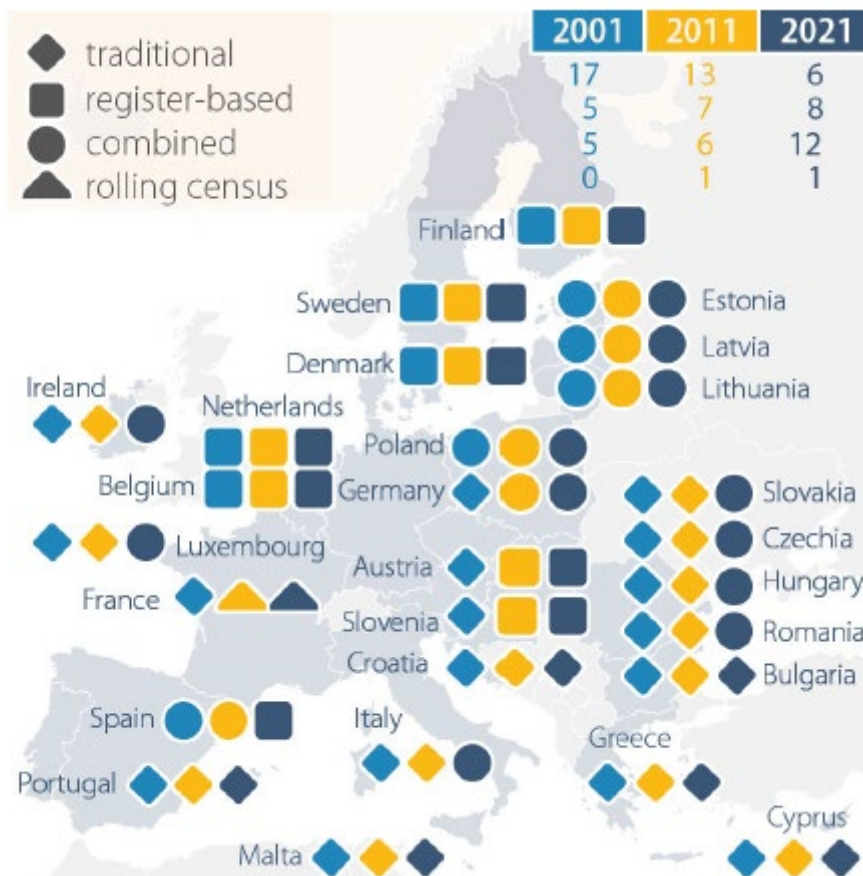 2001 2011 2021
traditional 17 13 6
register-based 5 7 8
combined 5 6 12
rolling census 0 1 1
Finland
Sweden
Estonia
Denmark
Latvia
Lithuania
Ireland
Netherlands
Poland
Belgium
Germany
Slovakia
Luxembourg
Czechia
Austria
Hungary
France
Slovenia
Romania
Croatia
Bulgaria
Spain
Italy
Greece
Portugal
Cyprus
Malta